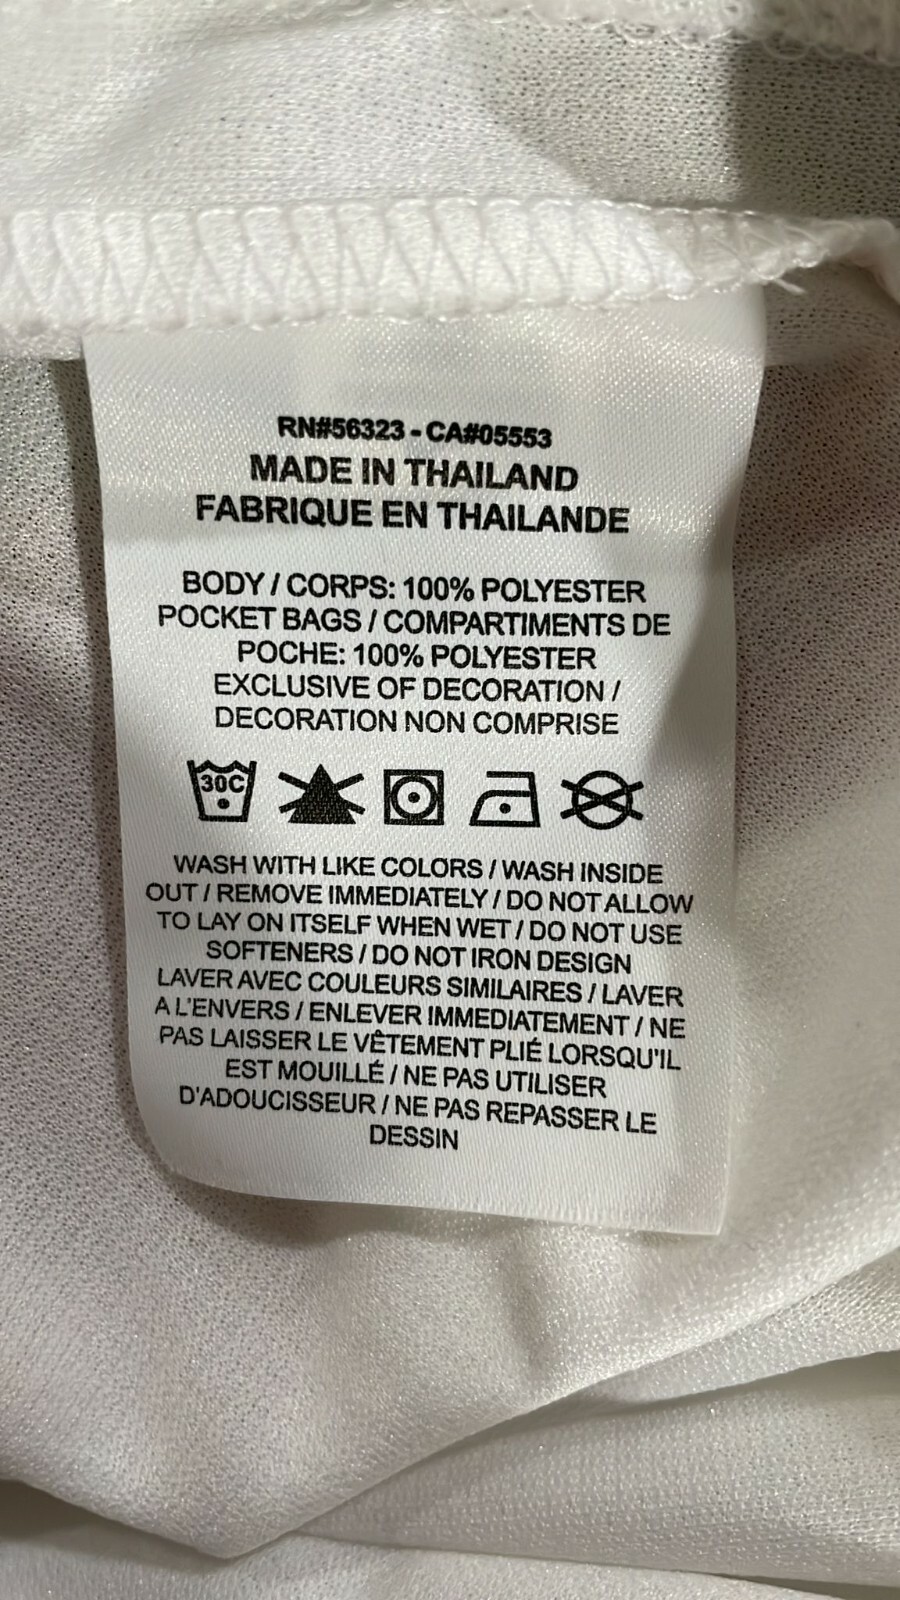 RN#56323 - CA#05553
MADE IN THAILAND
FABRIQUE EN THAILANDE
BODY / CORPS: 100% POLYESTER
POCKET BAGS / COMPARTIMENTS DE
POCHE: 100% POLYESTER
EXCLUSIVE OF DECORATION /
DECORATION NON COMPRISE
30C
WASH WITH LIKE COLORS / WASH INSIDE
OUT / REMOVE IMMEDIATELY / DO NOT ALLOW
TO LAY ON ITSELF WHEN WET / DO NOT USE
SOFTENERS / DO NOT IRON DESIGN
LAVER AVEC COULEURS SIMILAIRES / LAVER
A L'ENVERS / ENLEVER IMMEDIATEMENT / NE
PAS LAISSER LE VÊTEMENT PLIÉ LORSQU'IL
EST MOUILLÉ / NE PAS UTILISER
D'ADOUCISSEUR / NE PAS REPASSER LE
DESSIN